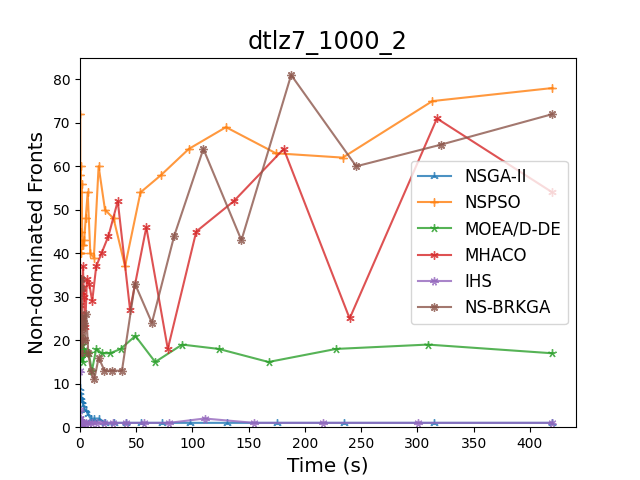 dtlz7_1000_2
Non-dominated Fronts
80
70
60
50
40
30
20
10
0
0 50 100 150 200 250 300 350 400
Time (s)
NSGA-II
NSPSO
MOEA/D-DE
MHACO
IHS
NS-BRKGA